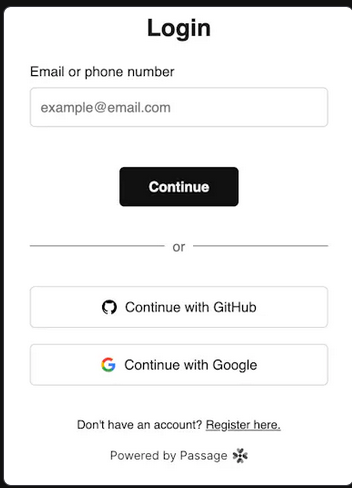 Login
Email or phone number
example@email.com
Continue
or
Continue with GitHub
Continue with Google
Don't have an account? Register here.
Powered by Passage